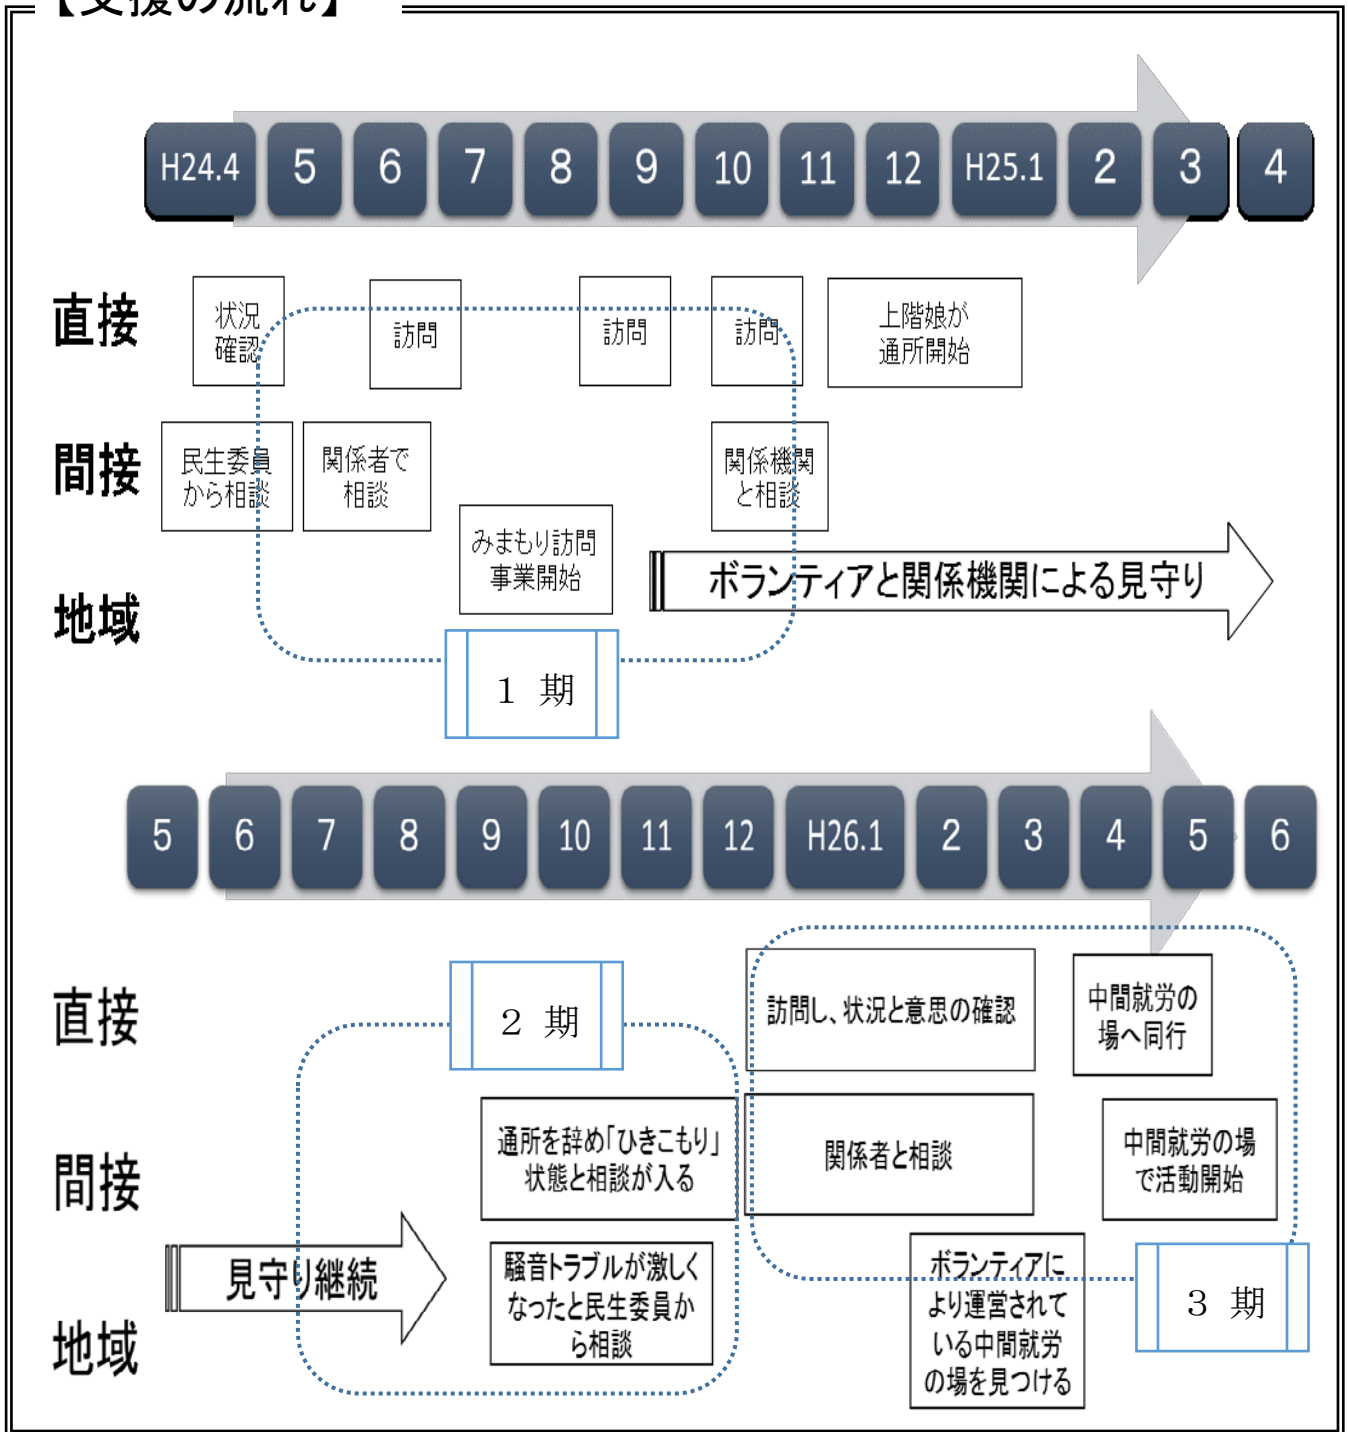 【支援の流れ】
H24.4 5 6 7 8 9 10 11 12 H25.1 2 3 4
直接
状況
確認
訪問
訪問
訪問
上階娘が
通所開始
間接
民生委員
から相談
関係者で
相談
関係機関
と相談
みまもり訪問
事業開始
ボランティアと関係機関による見守り
地域
1 期
5 6 7 8 9 10 11 12 H26.1 2 3 4 5 6
直接
2 期
訪問し、状況と意思の確認
中間就労の
場へ同行
間接
通所を辞め「ひきこもり」
状態と相談が入る
関係者と相談
中間就労の場
で活動開始
見守り継続
地域
騒音トラブルが激しく
なったと民生委員か
ら相談
ボランティアに
より運営されて
いる中間就労
の場を見つける
3 期